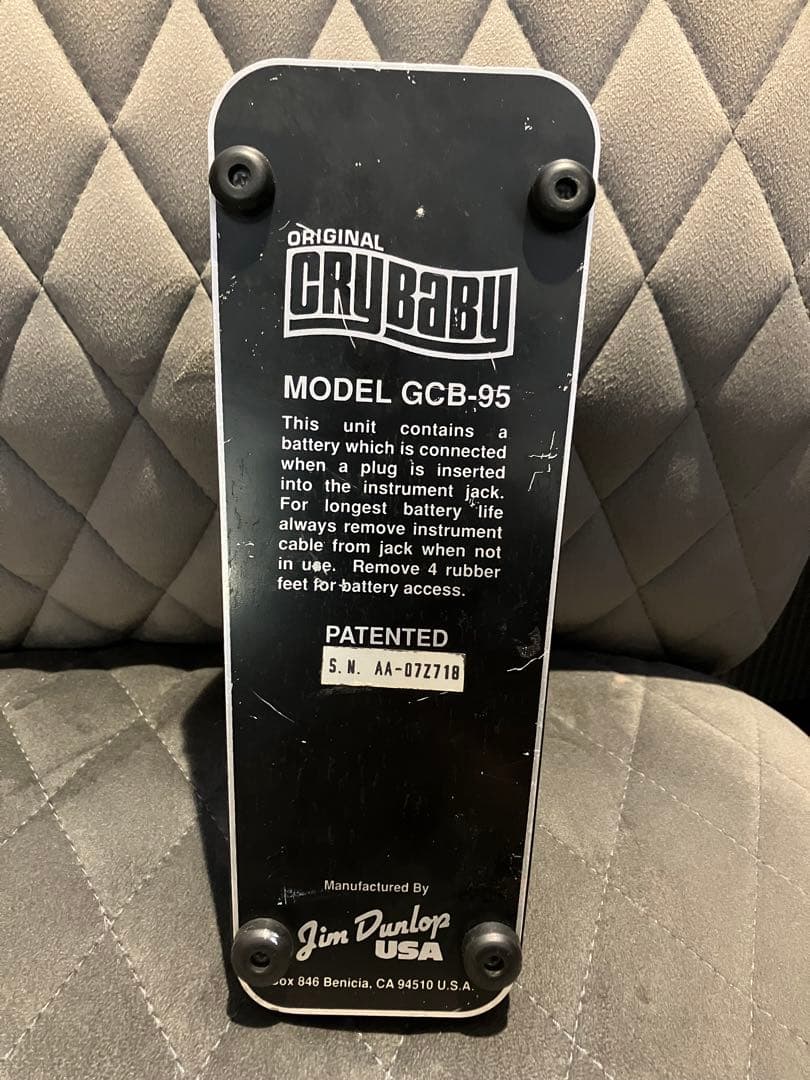 ORIGINAL
CRYBABY
MODEL GCB-95
This unit contains a
battery which is connected
when a plug is inserted
into the instrument jack.
For longest battery life
always remove instrument
cable from jack when not
in use. Remove 4 rubber
feet for battery access.
PATENTED
S.N. AA-07Z718
Manufactured By
Jim Dunlop
USA
Box 846 Benicia, CA 94510 U.S.A.